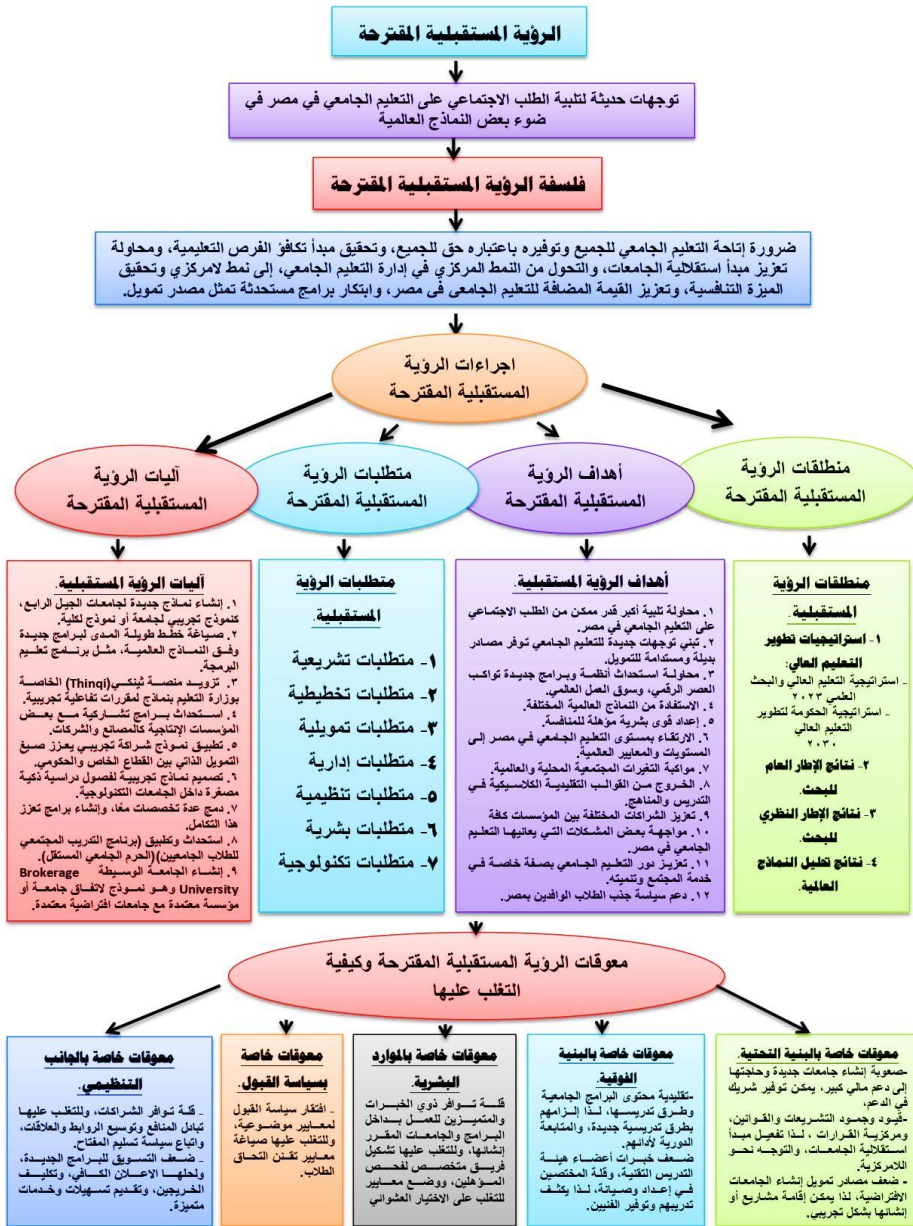 الرؤية المستقبلية المقترحة
توجهات حديثة لتلبية الطلب الاجتماعي على التعليم الجامعي في مصر في
ضوء بعض النماذج العالمية
فلسفة الرؤية المستقبلية المقترحة
ضرورة إتاحة التعليم الجامعي للجميع وتوفيره باعتباره حق للجميع، وتحقيق مبدأ تكافؤ الفرص التعليمية، ومحاولة
تعزيز مبدأ استقلالية الجامعات، والتحول من النمط المركزي في إدارة التعليم الجامعي، إلى نمط لامركزي وتحقيق
الميزة التنافسية، وتعزيز القيمة المضافة للتعليم الجامعى فى مصر، وابتكار برامج مستحدثة تمثل مصدر تمويل.
اجراءات الرؤية
المستقبلية المقترحة
منطلقات الرؤية
المستقبلية المقترحة
أهداف الرؤية
المستقبلية المقترحة
متطلبات الرؤية
المستقبلية المقترحة
آليات الرؤية
المستقبلية المقترحة
منطلقات الرؤية
المستقبلية.
١- استراتيجيات تطوير
التعليم العالي:
- استراتيجية التعليم العالي والبحث
العلمي ٢٠٢٣
- استراتيجية الحكومة لتطوير
التعليم العالي
٢٠٣٠
٢- نتائج الإطار العام
للبحث.
٣- نتائج الإطار النظري
للبحث.
٤- نتائج تحليل النماذج
العالمية.
أهداف الرؤية المستقبلية.
١. محاولة تلبية أكبر قدر ممكن من الطلب الاجتماعي
على التعليم الجامعي في مصر.
٢. تبني توجهات جديدة للتعليم الجامعي توفر مصادر
بديلة ومستدامة للتمويل.
٣. محاولة استحداث أنظمة وبرامج جديدة تواكب
العصر الرقمي، وسوق العمل العالمي.
٤. الاستفادة من النماذج العالمية المختلفة.
٥. إعداد قوى بشرية مؤهلة للمنافسة.
٦. الارتقاء بمستوى التعليم الجامعي في مصر إلى
المستويات والمعايير العالمية.
٧. مواكبة التغيرات المجتمعية المحلية والعالمية.
٨. الخروج من القوالب التقليدية الكلاسيكية في
التدريس والمناهج.
٩. تعزيز الشراكات المختلفة بين المؤسسات كافة
١٠. مواجهة بعض المشكلات التي يعانيها التعليم
الجامعي في مصر.
١١. تعزيز دور التعليم الجامعي بصفة خاصة في
خدمة المجتمع وتنميته.
١٢. دعم سياسة جذب الطلاب الوافدين بمصر.
متطلبات الرؤية
المستقبلية.
١- متطلبات تشريعية
٢- متطلبات تخطيطية
٣- متطلبات تمويلية
٤- متطلبات إدارية
٥- متطلبات تنظيمية
٦- متطلبات بشرية
٧- متطلبات تكنولوجية
آليات الرؤية المستقبلية.
١. إنشاء نماذج جديدة لجامعات الجيل الرابع،
كنموذج تجريبي لجامعة أو نموذج لكلية.
٢. صياغة خطط طويلة المدى لبرامج جديدة
وفق النماذج العالمية، مثل برنامج تعليم
البرمجة.
٣. تزويد منصة ثينكي (Thinqi) الخاصة
بوزارة التعليم بنماذج لمقررات تفاعلية تجريبية.
٤. استحداث برامج تشاركية مع بعض
المؤسسات الإنتاجية كالمصانع والشركات.
٥. تطبيق نموذج شراكة تجريبي يعزز صيغ
التمويل الذاتي بين القطاع الخاص والحكومي.
٦. تصميم نماذج تجريبية لفصول دراسية ذكية
مصغرة داخل الجامعات التكنولوجية.
٧. دمج عدة تخصصات معًا، وإنشاء برامج تعزز
هذا التكامل.
٨. استحداث وتطبيق (برنامج التدريب المجتمعي
للطلاب الجامعيين)(الحرم الجامعي المستقل).
٩. إنشاء الجامعة الوسيطة Brokerage
University وهو نموذج لاتفاق جامعة أو
مؤسسة معتمدة مع جامعات افتراضية معتمدة.
معوقات الرؤية المستقبلية المقترحة وكيفية
التغلب عليها
معوقات خاصة بالبنية التحتية.
-صعوبة إنشاء جامعات جديدة وحاجتها
إلى دعم مالي كبير، يمكن توفير شريك
في الدعم.
-قيود وجمود التشريعات والقوانين،
ومركزية القرارات ، لذا تفعيل مبدأ
استقلالية الجامعات، والتوجه نحو
اللامركزية.
- ضعف مصادر تمويل إنشاء الجامعات
الافتراضية، لذا يمكن إقامة مشاريع أو
إنشائها بشكل تجريبي.
معوقات خاصة بالبنية
الفوقية.
-تقليدية محتوى البرامج الجامعية
وطرق تدريسها، لذا إلزامهم
بطرق تدريسية جديدة، والمتابعة
الدورية لأدائهم.
-ضعف خبرات أعضاء هيئة
التدريس التقنية، وقلة المختصين
في إعداد وصيانة، لذا يكشف
تدريبهم وتوفير الفنيين.
معوقات خاصة بالموارد
البشرية.
قلة توافر ذوي الخبرات
والمتميزين للعمل بداخل
البرامج والجامعات المقرر
إنشائها، وللتغلب عليها تشكيل
فريق متخصص لفحص
المؤهلين، ووضع معايير
للتغلب على الاختيار العشوائي
معوقات خاصة
بسياسة القبول.
- افتقار سياسة القبول
لمعايير موضوعية،
وللتغلب عليها صياغة
معايير تقنن التحاق
الطلاب.
معوقات خاصة بالجانب
التنظيمي.
- قلة توافر الشراكات، وللتغلب عليها
تبادل المنافع وتوسيع الروابط والعلاقات،
واتباع سياسة تسليم المفتاح.
- ضعف التسويق للبرامج الجديدة،
ولحلها الاعلان الكافي، وتكليف
الخريجين، وتقديم تسهيلات وخدمات
متميزة.